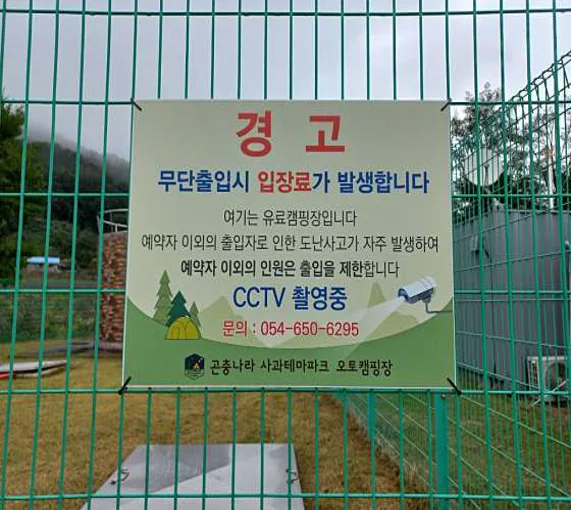 경 고
무단출입시 입장료가 발생합니다
여기는 유료캠핑장입니다
예약자 이외의 출입자로 인한 도난사고가 자주 발생하여
예약자 이외의 인원은 출입을 제한합니다
CCTV 촬영중
문의 : 054-650-6295
곤충나라 사과테마파크 오토캠핑장